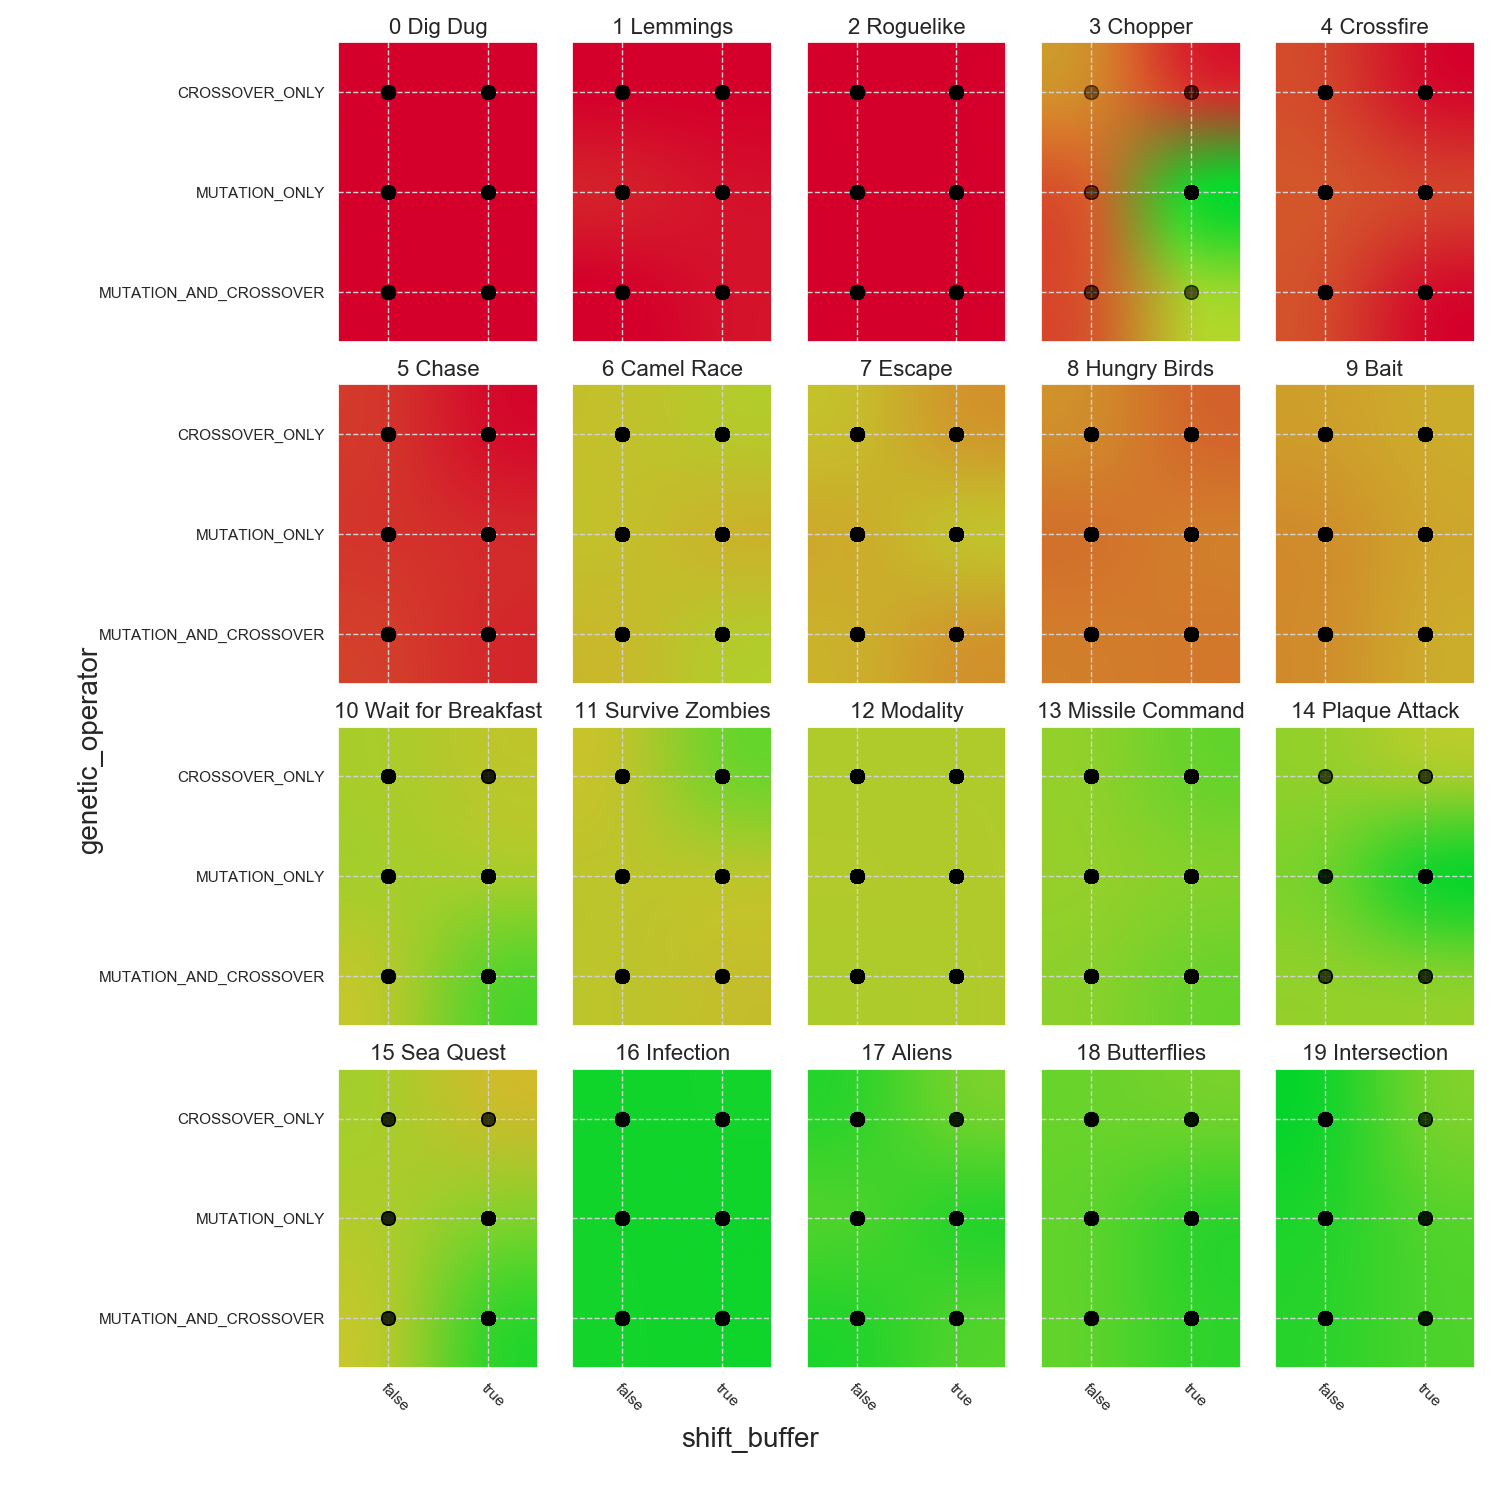 0 Dig Dug
1 Lemmings
2 Roguelike
3 Chopper
4 Crossfire
CROSSOVER_ONLY
MUTATION_ONLY
MUTATION_AND_CROSSOVER
5 Chase
6 Camel Race
7 Escape
8 Hungry Birds
9 Bait
CROSSOVER_ONLY
MUTATION_ONLY
MUTATION_AND_CROSSOVER
genetic_operator
10 Wait for Breakfast
11 Survive Zombies
12 Modality
13 Missile Command
14 Plaque Attack
CROSSOVER_ONLY
MUTATION_ONLY
MUTATION_AND_CROSSOVER
15 Sea Quest
16 Infection
17 Aliens
18 Butterflies
19 Intersection
CROSSOVER_ONLY
MUTATION_ONLY
MUTATION_AND_CROSSOVER
false
true
false
true
false
true
false
true
false
true
shift_buffer